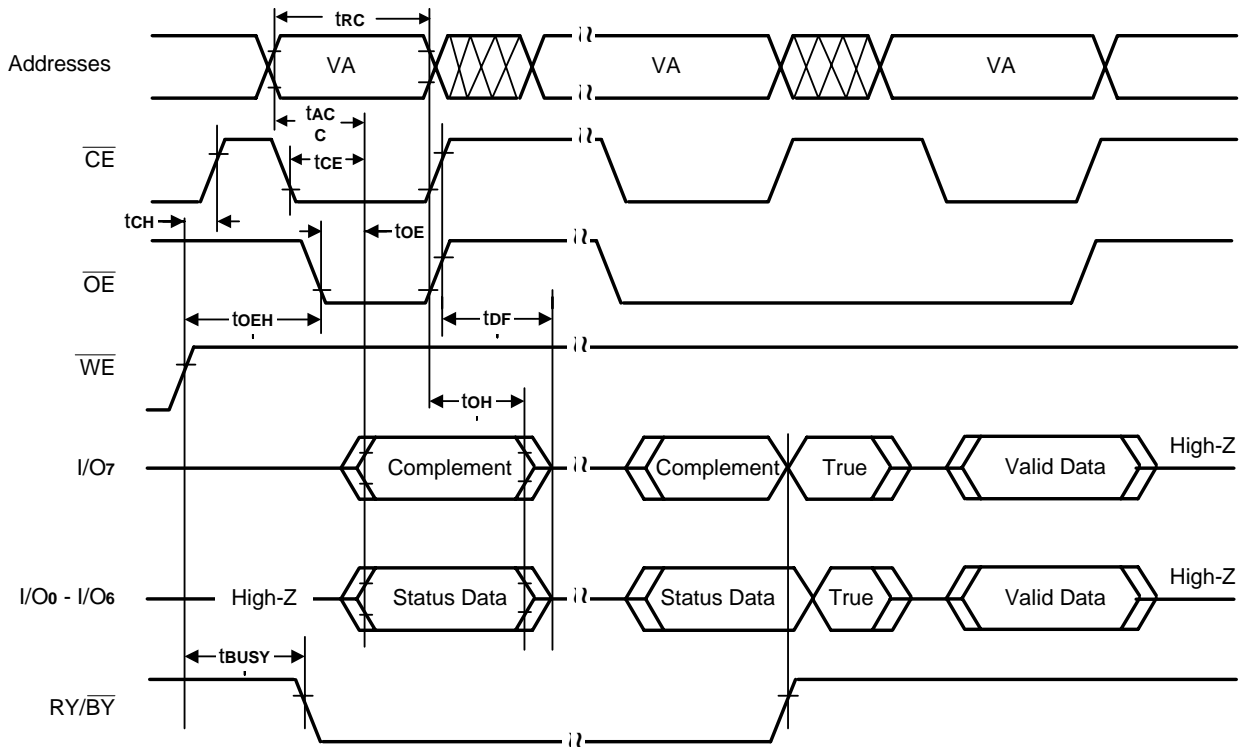 tRC
Addresses VA VA VA
tAC
C
CE
tCE
tCH
tOE
OE
tOEH
tDF
WE
tOH
I/O7 Complement Complement True Valid Data High-Z
I/O0 - I/O6 High-Z Status Data Status Data True Valid Data High-Z
tBUSY
RY/BY